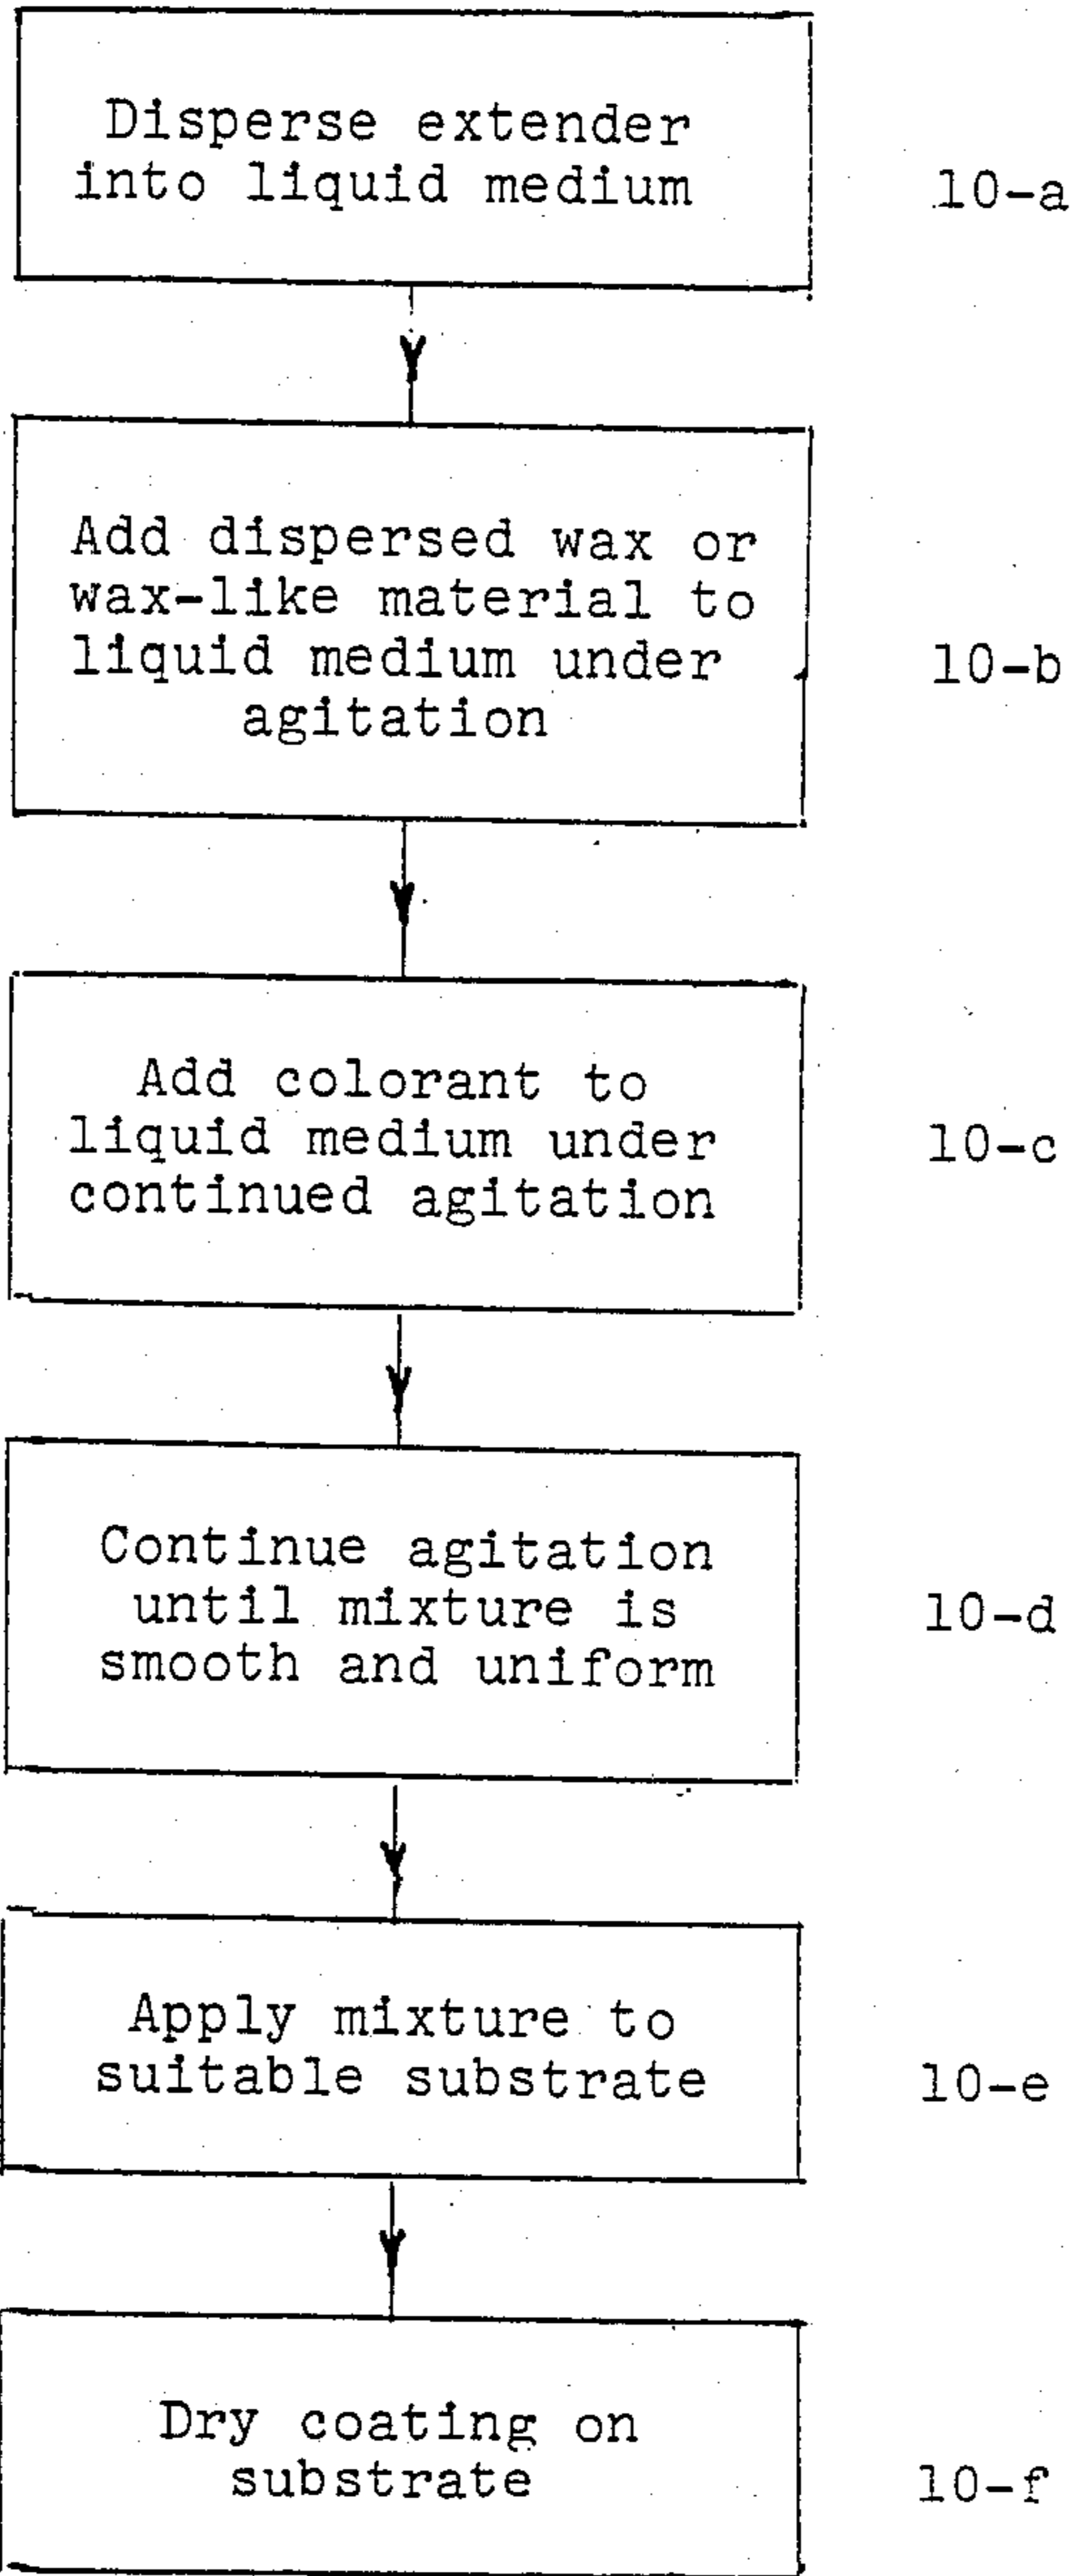 Disperse extender
into liquid medium
10-a
Add dispersed wax or
wax-like material to
liquid medium under
agitation
10-b
Add colorant to
liquid medium under
continued agitation
10-c
Continue agitation
until mixture is
smooth and uniform
10-d
Apply mixture to
suitable substrate
10-e
Dry coating on
substrate
10-f